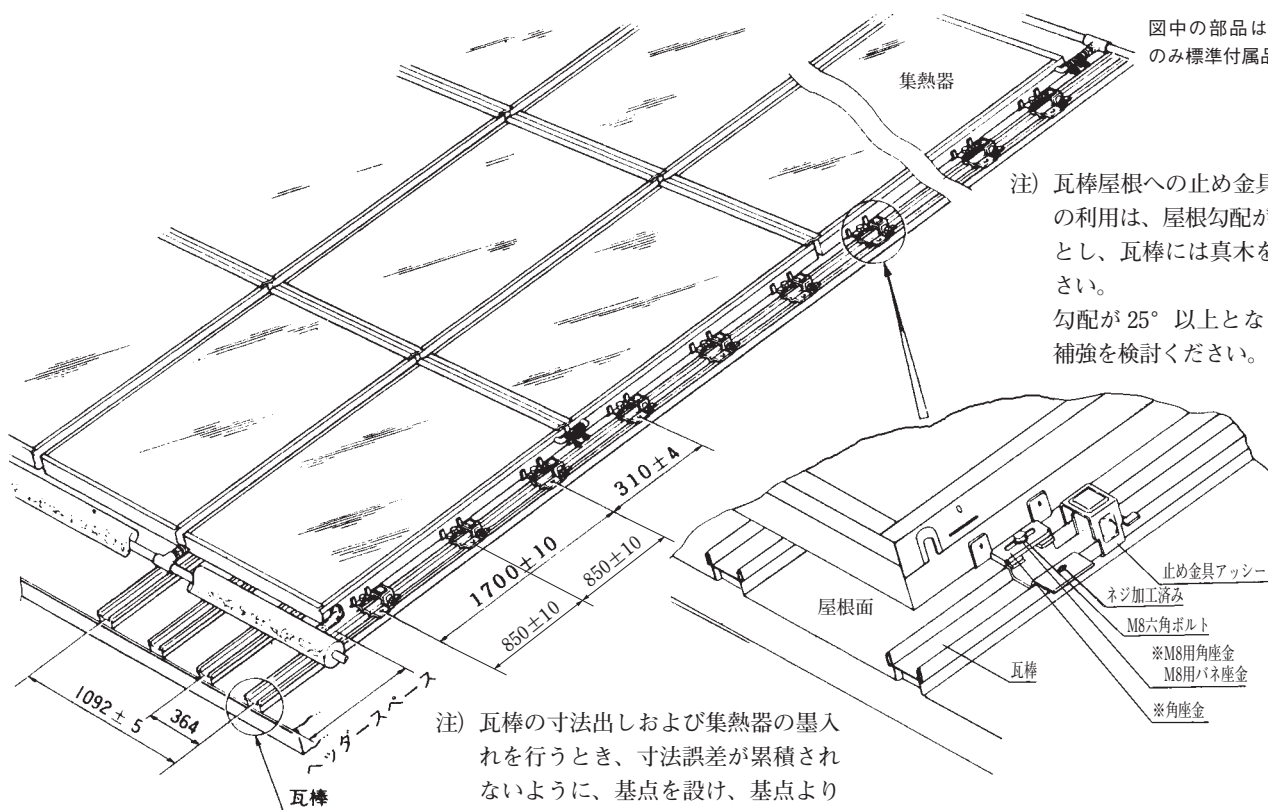 図中の部品は
のみ標準付属品
集熱器
注) 瓦棒屋根への止め金具
の利用は、屋根勾配が
とし、瓦棒には真木を
さい。
勾配が 25° 以上とな
補強を検討ください。
310±4
1700±10
850±10
850±10
屋根面
止め金具アッシー
ネジ加工済み
M8六角ボルト
※M8用角座金
M8用バネ座金
瓦棒
※角座金
1092±5
364
ヘッダースペース
瓦棒
注) 瓦棒の寸法出しおよび集熱器の墨入
れを行うとき、寸法誤差が累積され
ないように、基点を設け、基点より